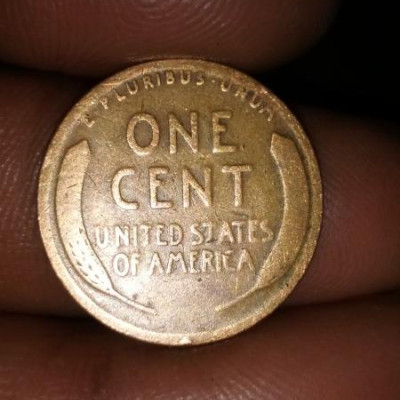 E·PLURIBUS·UNUM
ONE
CENT
UNITED STATES
OF AMERICA